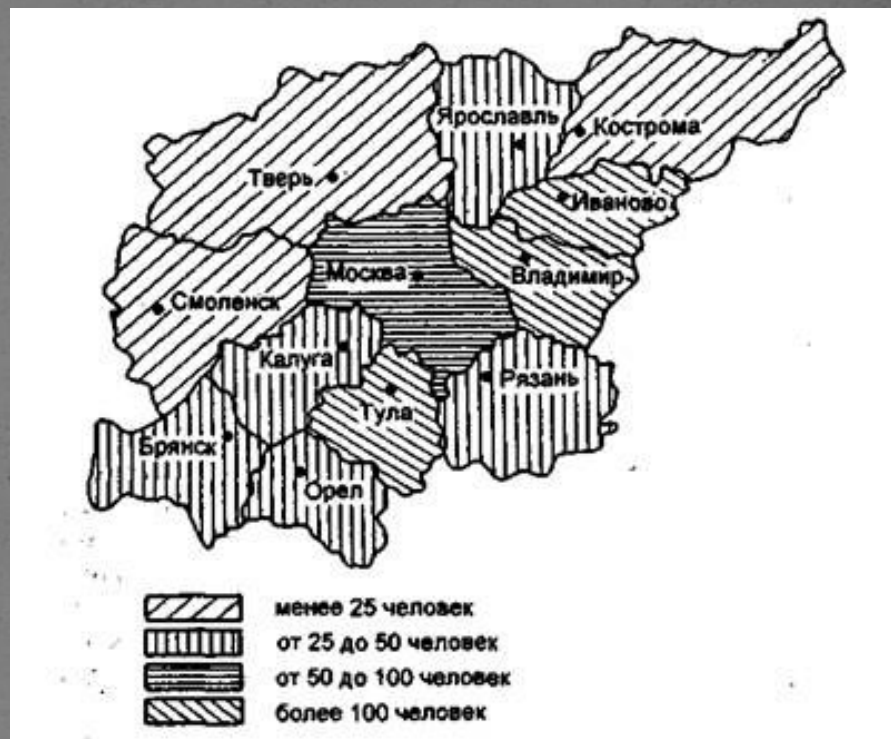 Ярославль
Кострома
Тверь
Иваново
Москва
Владимир
Смоленск
Калуга
Рязань
Тула
Брянск
Орел
менее 25 человек
от 25 до 50 человек
от 50 до 100 человек
более 100 человек